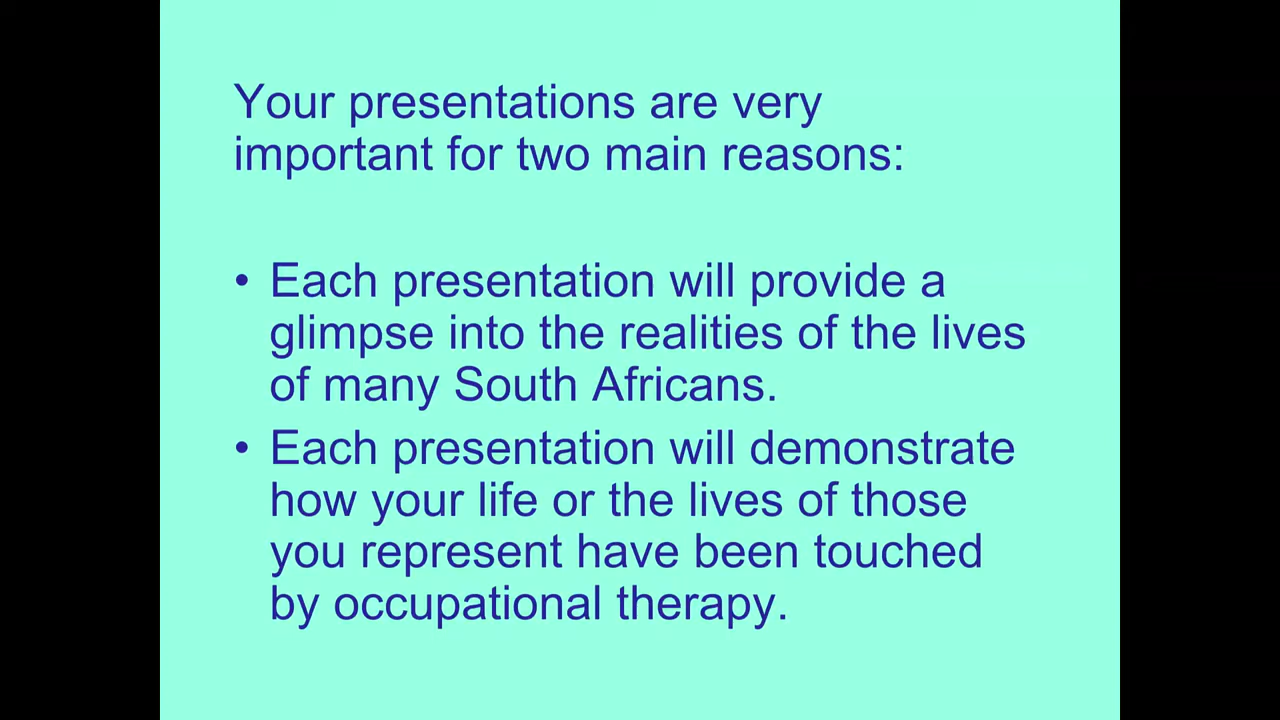 Your presentations are very
important for two main reasons:
• Each presentation will provide a
glimpse into the realities of the lives
of many South Africans.
• Each presentation will demonstrate
how your life or the lives of those
you represent have been touched
by occupational therapy.